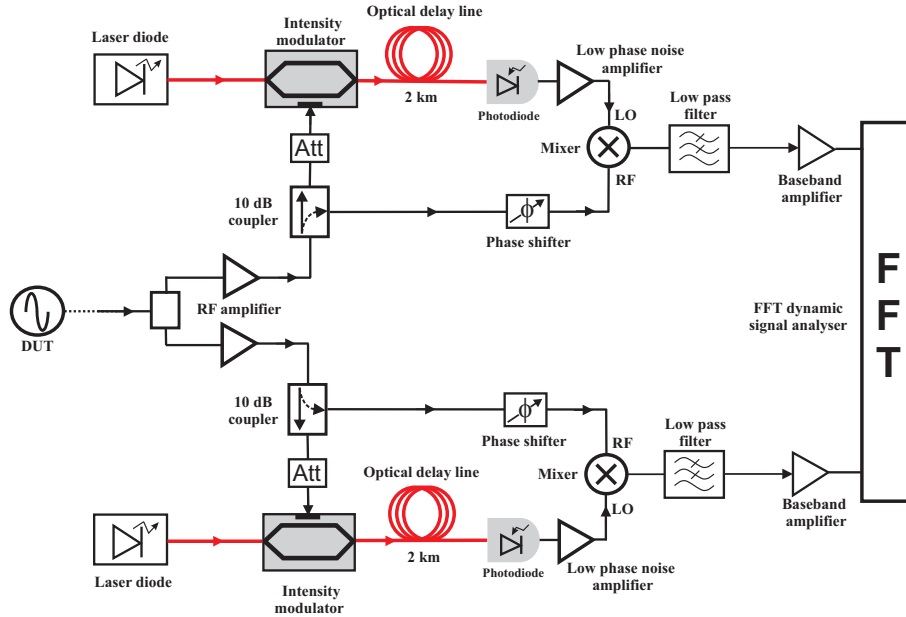 Laser diode
Intensity
modulator
Optical delay line
2 km
Photodiode
Low phase noise
amplifier
LO
Mixer
RF
Low pass
filter
Baseband
amplifier
Att
10 dB
coupler
ϕ
Phase shifter
RF amplifier
DUT
FFT dynamic
signal analyser
F
F
T
10 dB
coupler
ϕ
Phase shifter
RF
Mixer
LO
Low pass
filter
Baseband
amplifier
Att
Optical delay line
2 km
Photodiode
Low phase noise
amplifier
Laser diode
Intensity
modulator